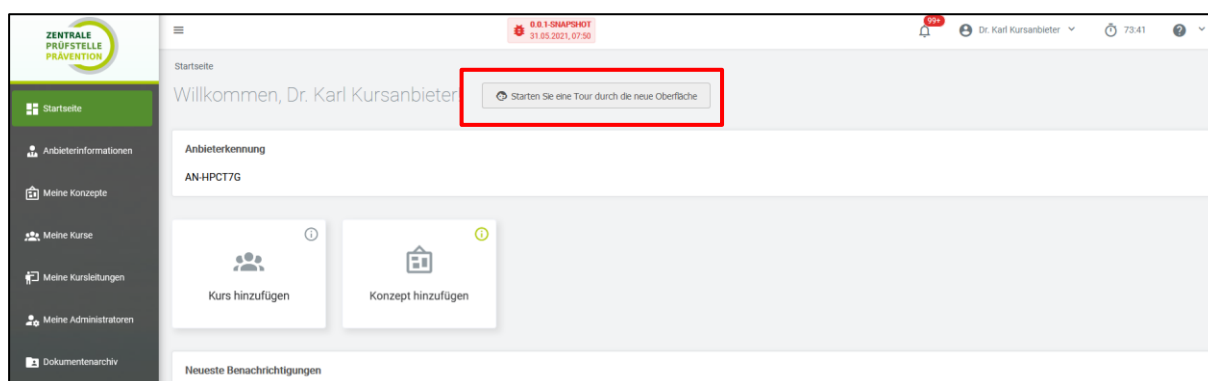 ZENTRALE
PRÜFSTELLE
PRÄVENTION
0.0.1-SNAPSHOT
31.05.2021, 07:50
99+
Dr. Karl Kursanbieter
73:41
Startseite
Willkommen, Dr. Karl Kursanbieter
Starten Sie eine Tour durch die neue Oberfläche
Startseite
Anbieterinformationen
Meine Konzepte
Meine Kurse
Meine Kursleitungen
Meine Administratoren
Dokumentenarchiv
Anbieterkennung
AN-HPCT7G
Kurs hinzufügen
Konzept hinzufügen
Neueste Benachrichtigungen